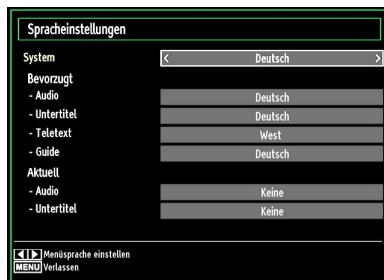 Spracheinstellungen
System < Deutsch >
Bevorzugt
- Audio Deutsch
- Untertitel Deutsch
- Teletext West
- Guide Deutsch
Aktuell
- Audio Keine
- Untertitel Keine
Menüsprache einstellen
MENU Verlassen